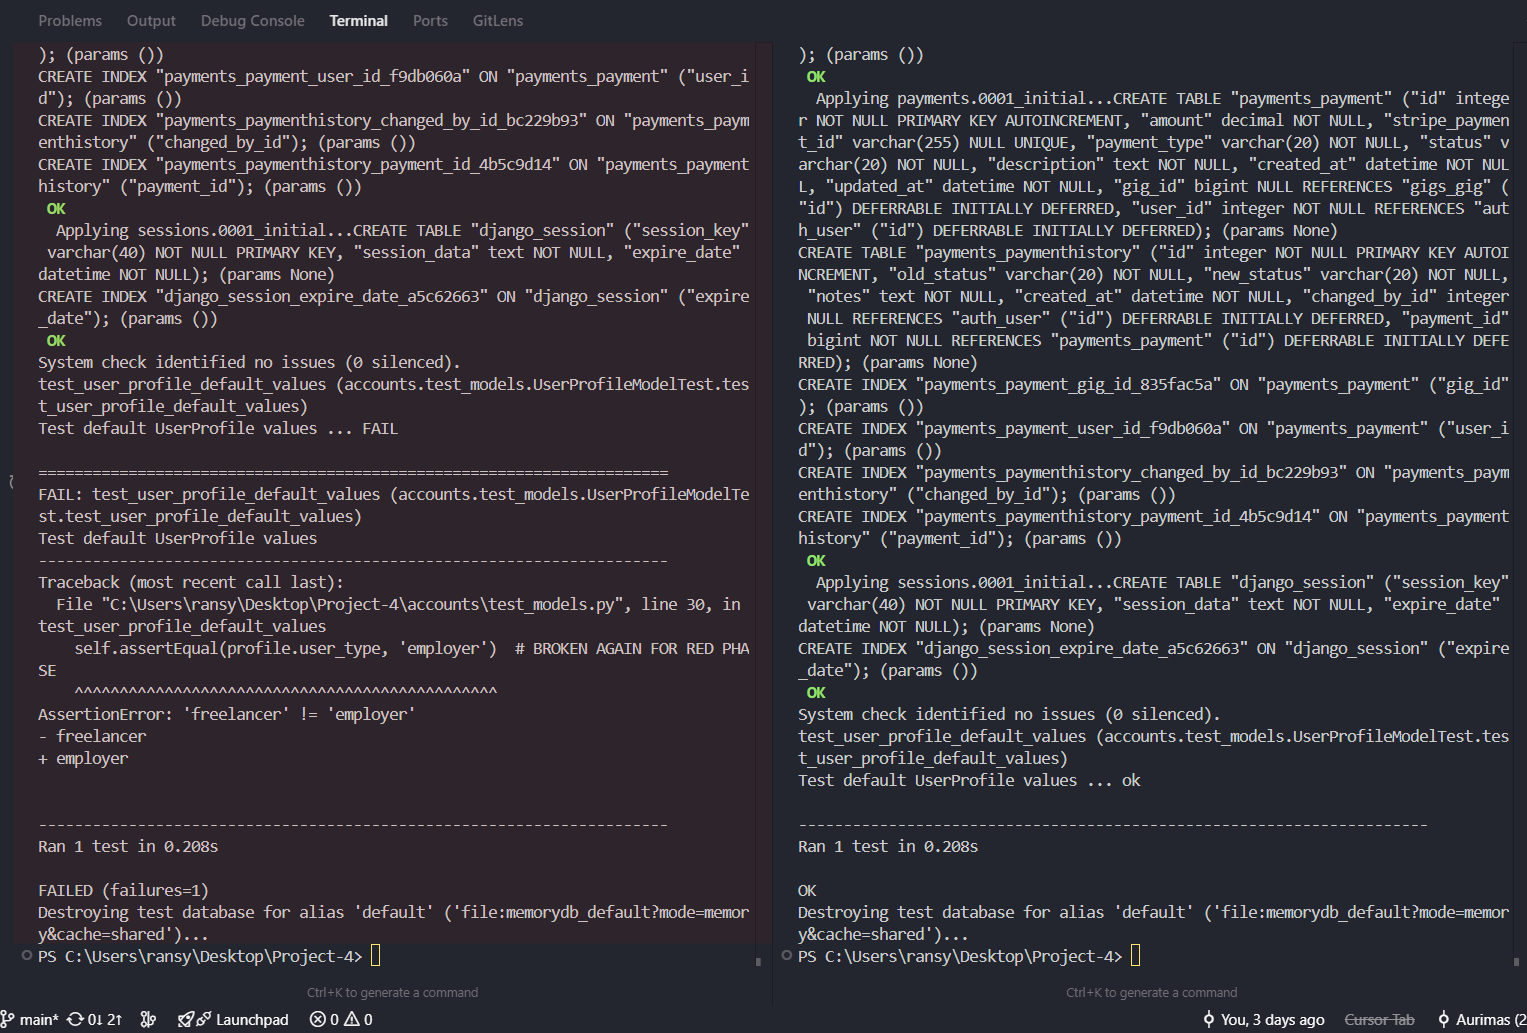 Problems Output Debug Console Terminal Ports GitLens
); (params ())
CREATE INDEX "payments_payment_user_id_f9db060a" ON "payments_payment" ("user_i
d"); (params ())
CREATE INDEX "payments_paymenthistory_changed_by_id_bc229b93" ON "payments_paym
enthistory" ("changed_by_id"); (params ())
CREATE INDEX "payments_paymenthistory_payment_id_4b5c9d14" ON "payments_payment
history" ("payment_id"); (params ())
OK
Applying sessions.0001_initial...CREATE TABLE "django_session" ("session_key"
varchar(40) NOT NULL PRIMARY KEY, "session_data" text NOT NULL, "expire_date"
datetime NOT NULL); (params None)
CREATE INDEX "django_session_expire_date_a5c62663" ON "django_session" ("expire
_date"); (params ())
OK
System check identified no issues (0 silenced).
test_user_profile_default_values (accounts.test_models.UserProfileModelTest.tes
t_user_profile_default_values)
Test default UserProfile values ... FAIL
======================================================================
FAIL: test_user_profile_default_values (accounts.test_models.UserProfileModelTe
st.test_user_profile_default_values)
Test default UserProfile values
----------------------------------------------------------------------
Traceback (most recent call last):
File "C:\Users\ransy\Desktop\Project-4\accounts\test_models.py", line 30, in
test_user_profile_default_values
self.assertEqual(profile.user_type, 'employer')  # BROKEN AGAIN FOR RED PHA
SE
^^^^^^^^^^^^^^^^^^^^^^^^^^^^^^^^^^^^^^^^^^^^^^^
AssertionError: 'freelancer' != 'employer'
- freelancer
+ employer
----------------------------------------------------------------------
Ran 1 test in 0.208s
FAILED (failures=1)
Destroying test database for alias 'default' ('file:memorydb_default?mode=memor
y&cache=shared')...
PS C:\Users\ransy\Desktop\Project-4>
Ctrl+K to generate a command
); (params ())
OK
Applying payments.0001_initial...CREATE TABLE "payments_payment" ("id" intege
r NOT NULL PRIMARY KEY AUTOINCREMENT, "amount" decimal NOT NULL, "stripe_paymen
t_id" varchar(255) NULL UNIQUE, "payment_type" varchar(20) NOT NULL, "status" v
archar(20) NOT NULL, "description" text NOT NULL, "created_at" datetime NOT NUL
L, "updated_at" datetime NOT NULL, "gig_id" bigint NULL REFERENCES "gigs_gig" (
"id") DEFERRABLE INITIALLY DEFERRED, "user_id" integer NOT NULL REFERENCES "aut
h_user" ("id") DEFERRABLE INITIALLY DEFERRED); (params None)
CREATE TABLE "payments_paymenthistory" ("id" integer NOT NULL PRIMARY KEY AUTOI
NCREMENT, "old_status" varchar(20) NOT NULL, "new_status" varchar(20) NOT NULL,
"notes" text NOT NULL, "created_at" datetime NOT NULL, "changed_by_id" integer
NULL REFERENCES "auth_user" ("id") DEFERRABLE INITIALLY DEFERRED, "payment_id"
bigint NOT NULL REFERENCES "payments_payment" ("id") DEFERRABLE INITIALLY DEFE
RRED); (params None)
CREATE INDEX "payments_payment_gig_id_835fac5a" ON "payments_payment" ("gig_id"
); (params ())
CREATE INDEX "payments_payment_user_id_f9db060a" ON "payments_payment" ("user_i
d"); (params ())
CREATE INDEX "payments_paymenthistory_changed_by_id_bc229b93" ON "payments_paym
enthistory" ("changed_by_id"); (params ())
CREATE INDEX "payments_paymenthistory_payment_id_4b5c9d14" ON "payments_payment
history" ("payment_id"); (params ())
OK
Applying sessions.0001_initial...CREATE TABLE "django_session" ("session_key"
varchar(40) NOT NULL PRIMARY KEY, "session_data" text NOT NULL, "expire_date"
datetime NOT NULL); (params None)
CREATE INDEX "django_session_expire_date_a5c62663" ON "django_session" ("expire
_date"); (params ())
OK
System check identified no issues (0 silenced).
test_user_profile_default_values (accounts.test_models.UserProfileModelTest.tes
t_user_profile_default_values)
Test default UserProfile values ... ok
----------------------------------------------------------------------
Ran 1 test in 0.208s
OK
Destroying test database for alias 'default' ('file:memorydb_default?mode=memor
y&cache=shared')...
PS C:\Users\ransy\Desktop\Project-4>
Ctrl+K to generate a command
main* 0↓ 2↑ Launchpad 0 0 You, 3 days ago Cursor Tab Aurimas (2